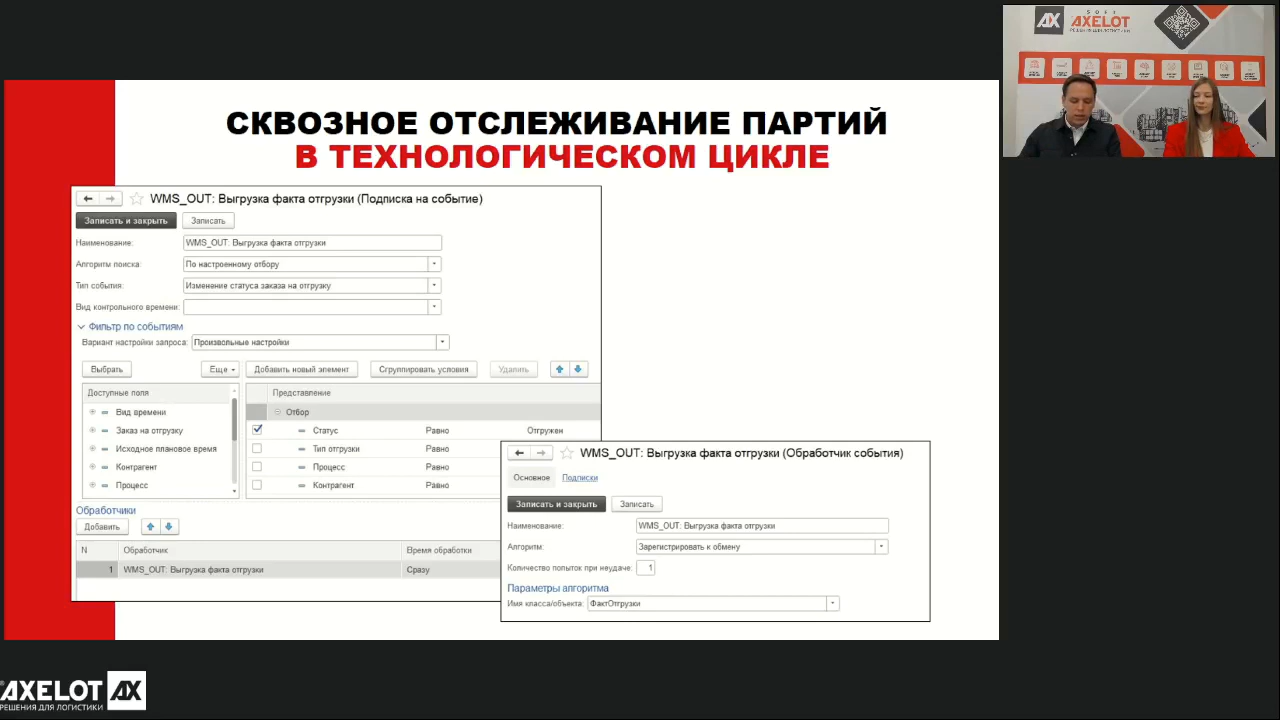 СКВОЗНОЕ ОТСЛЕЖИВАНИЕ ПАРТИЙ
В ТЕХНОЛОГИЧЕСКОМ ЦИКЛЕ
WMS_OUT: Выгрузка факта отгрузки (Подписка на событие)
Записать и закрыть Записать
Наименование: WMS_OUT: Выгрузка факта отгрузки
Алгоритм поиска: По настроенному отбору
Тип события: Изменение статуса заказа на отгрузку
Вид контрольного времени:
Фильтр по событиям
Вариант настройки запроса: Произвольные настройки
Выбрать Еще Добавить новый элемент Сгруппировать условия Удалить
Доступные поля Представление
Вид времени Отбор
Заказ на отгрузку Статус Равно Отгружен
Исходное плановое время Тип отгрузки Равно
Контрагент Процесс Равно
Процесс Контрагент Равно
Обработчики
Добавить
N Обработчик Время обработки
1 WMS_OUT: Выгрузка факта отгрузки Сразу
WMS_OUT: Выгрузка факта отгрузки (Обработчик события)
Основное Подписки
Записать и закрыть Записать
Наименование: WMS_OUT: Выгрузка факта отгрузки
Алгоритм: Зарегистрировать к обмену
Количество попыток при неудаче: 1
Параметры алгоритма
Имя класса/объекта: ФактОтгрузки
AX SOFT AXELOT
РЕШЕНИЯ ДЛЯ ЛОГИСТИКИ
AXELOT AX
РЕШЕНИЯ ДЛЯ ЛОГИСТИКИ